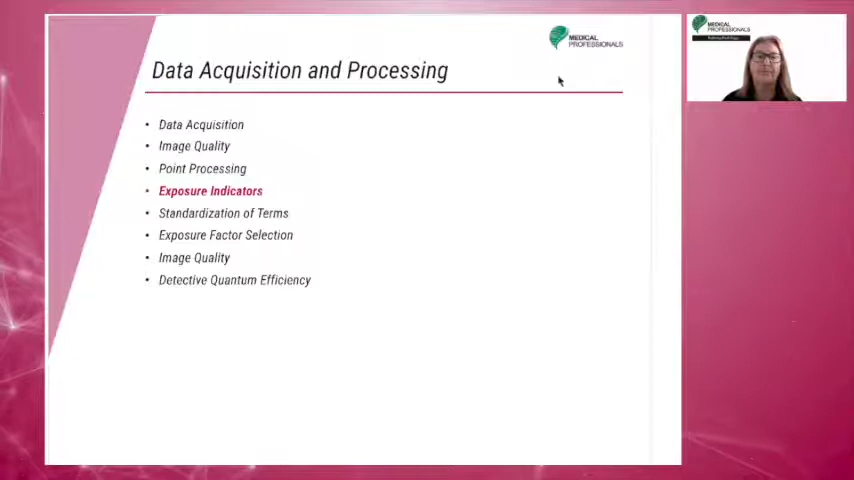 MEDICAL
PROFESSIONALS
Data Acquisition and Processing
• Data Acquisition
• Image Quality
• Point Processing
• Exposure Indicators
• Standardization of Terms
• Exposure Factor Selection
• Image Quality
• Detective Quantum Efficiency
MEDICAL
PROFESSIONALS